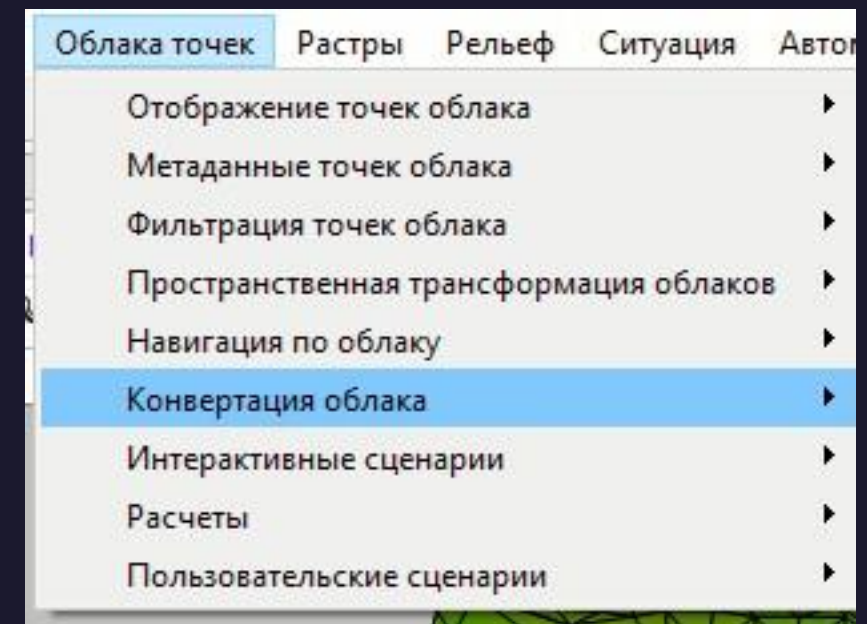 Облака точек Растры Рельеф Ситуация
Отображение точек облака
Метаданные точек облака
Фильтрация точек облака
Пространственная трансформация облаков
Навигация по облаку
Конвертация облака
Интерактивные сценарии
Расчеты
Пользовательские сценарии